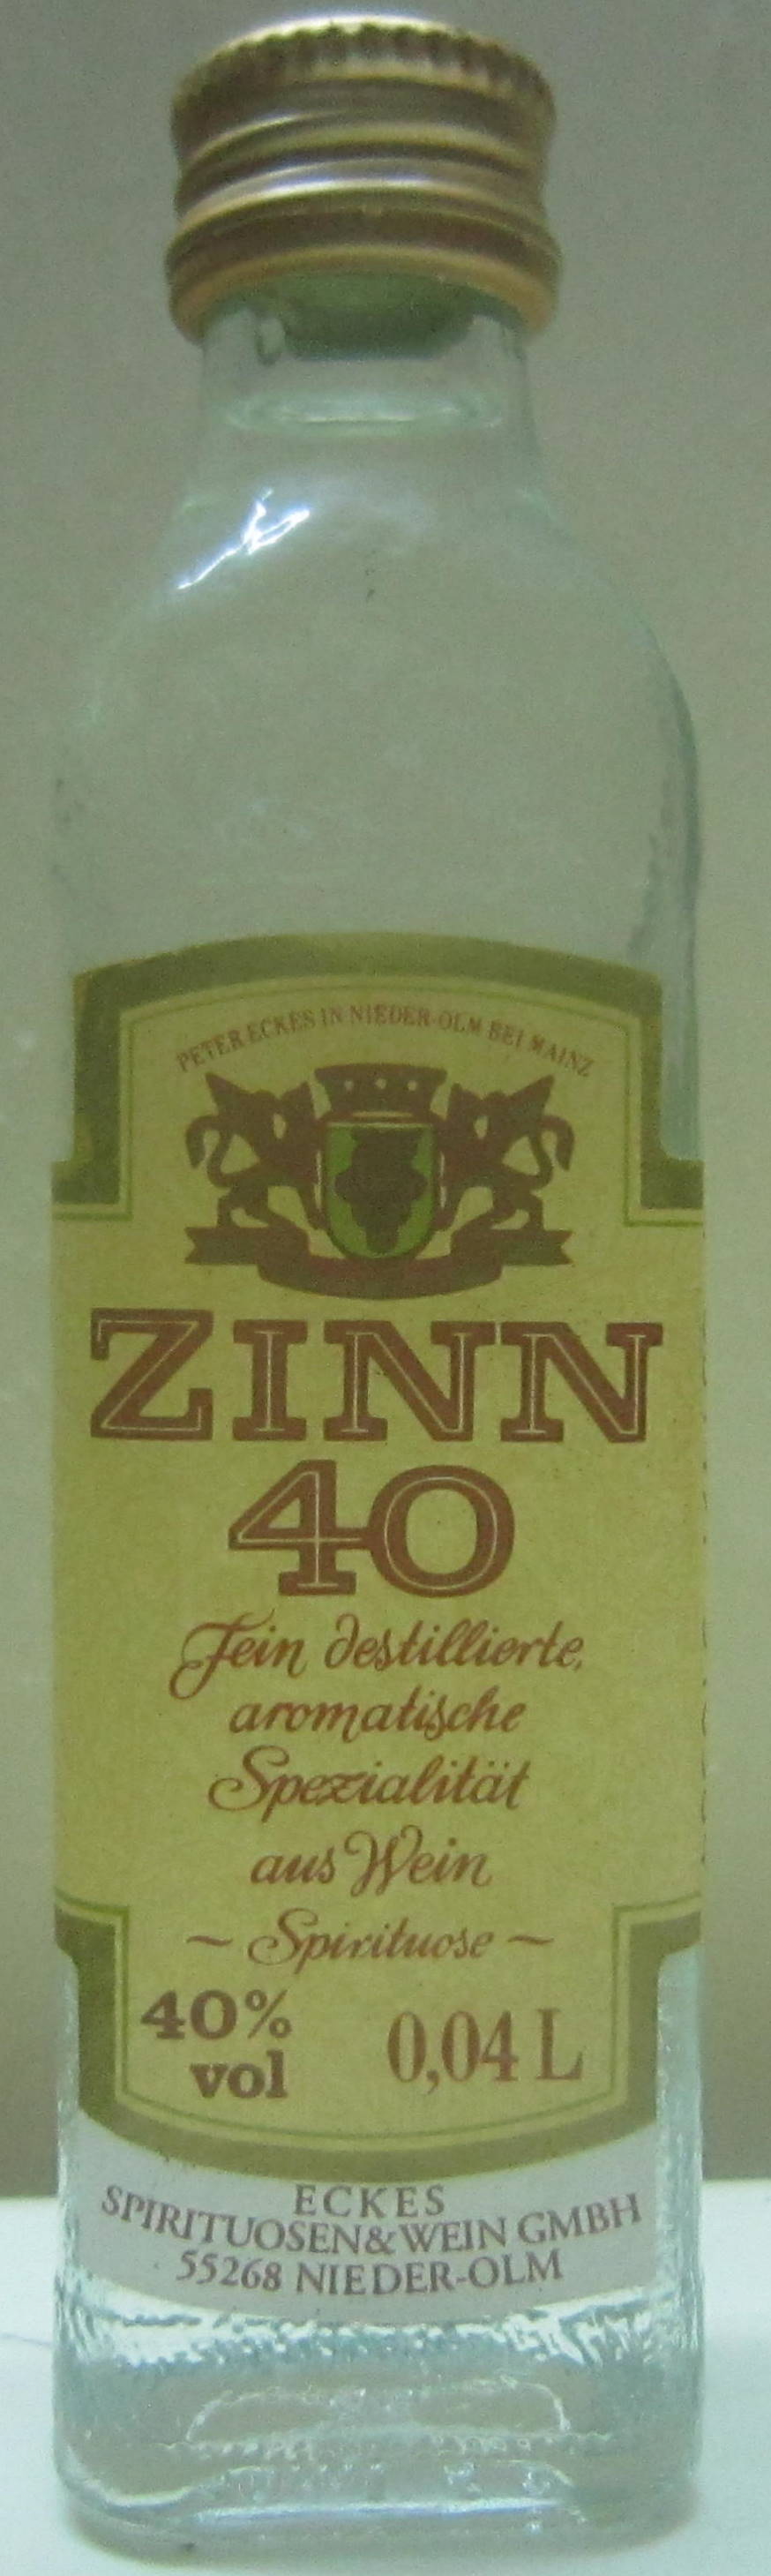 PETER ECKES IN NIEDER-OLM BEI MAINZ
ZINN
40
Fein destillierte,
aromatische
Spezialität
aus Wein
~ Spirituose ~
40%
vol
0,04 L
ECKES
SPIRITUOSEN&WEIN GMBH
55268 NIEDER-OLM